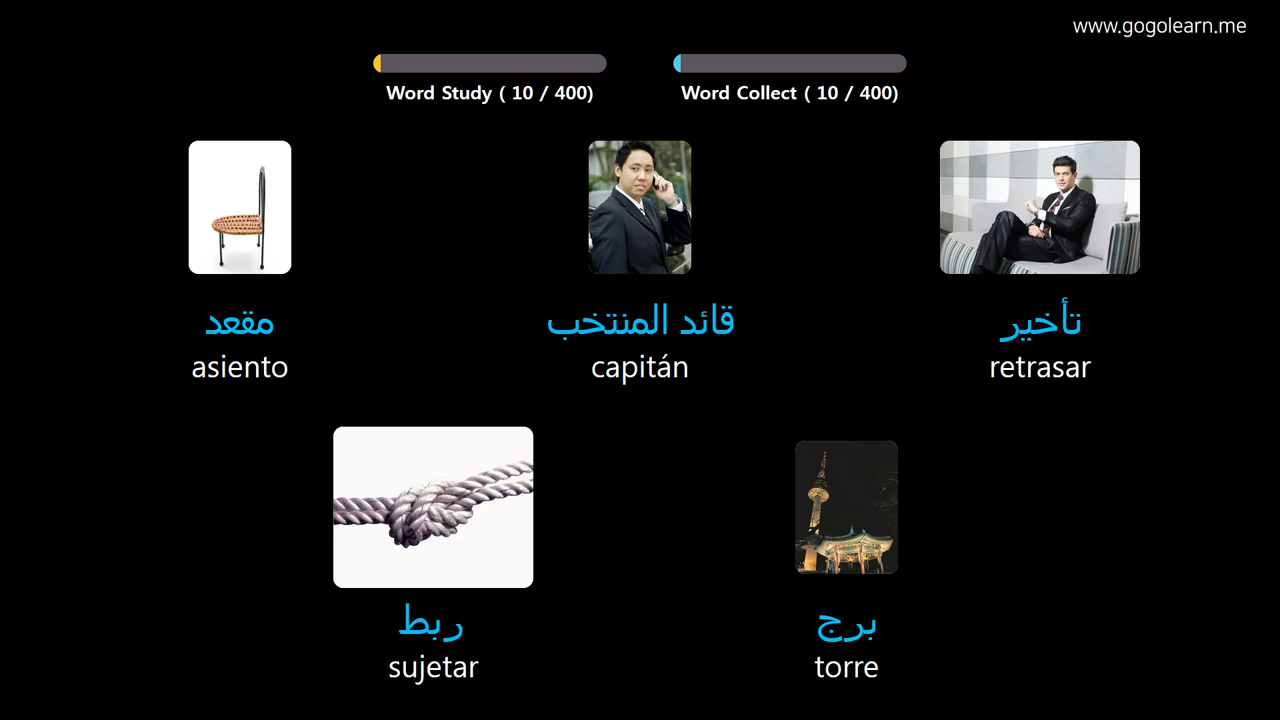 www.gogolearn.me
Word Study ( 10 / 400)
Word Collect ( 10 / 400)
مقعد
asiento
قائد المنتخب
capitán
تأخير
retrasar
ربط
sujetar
برج
torre